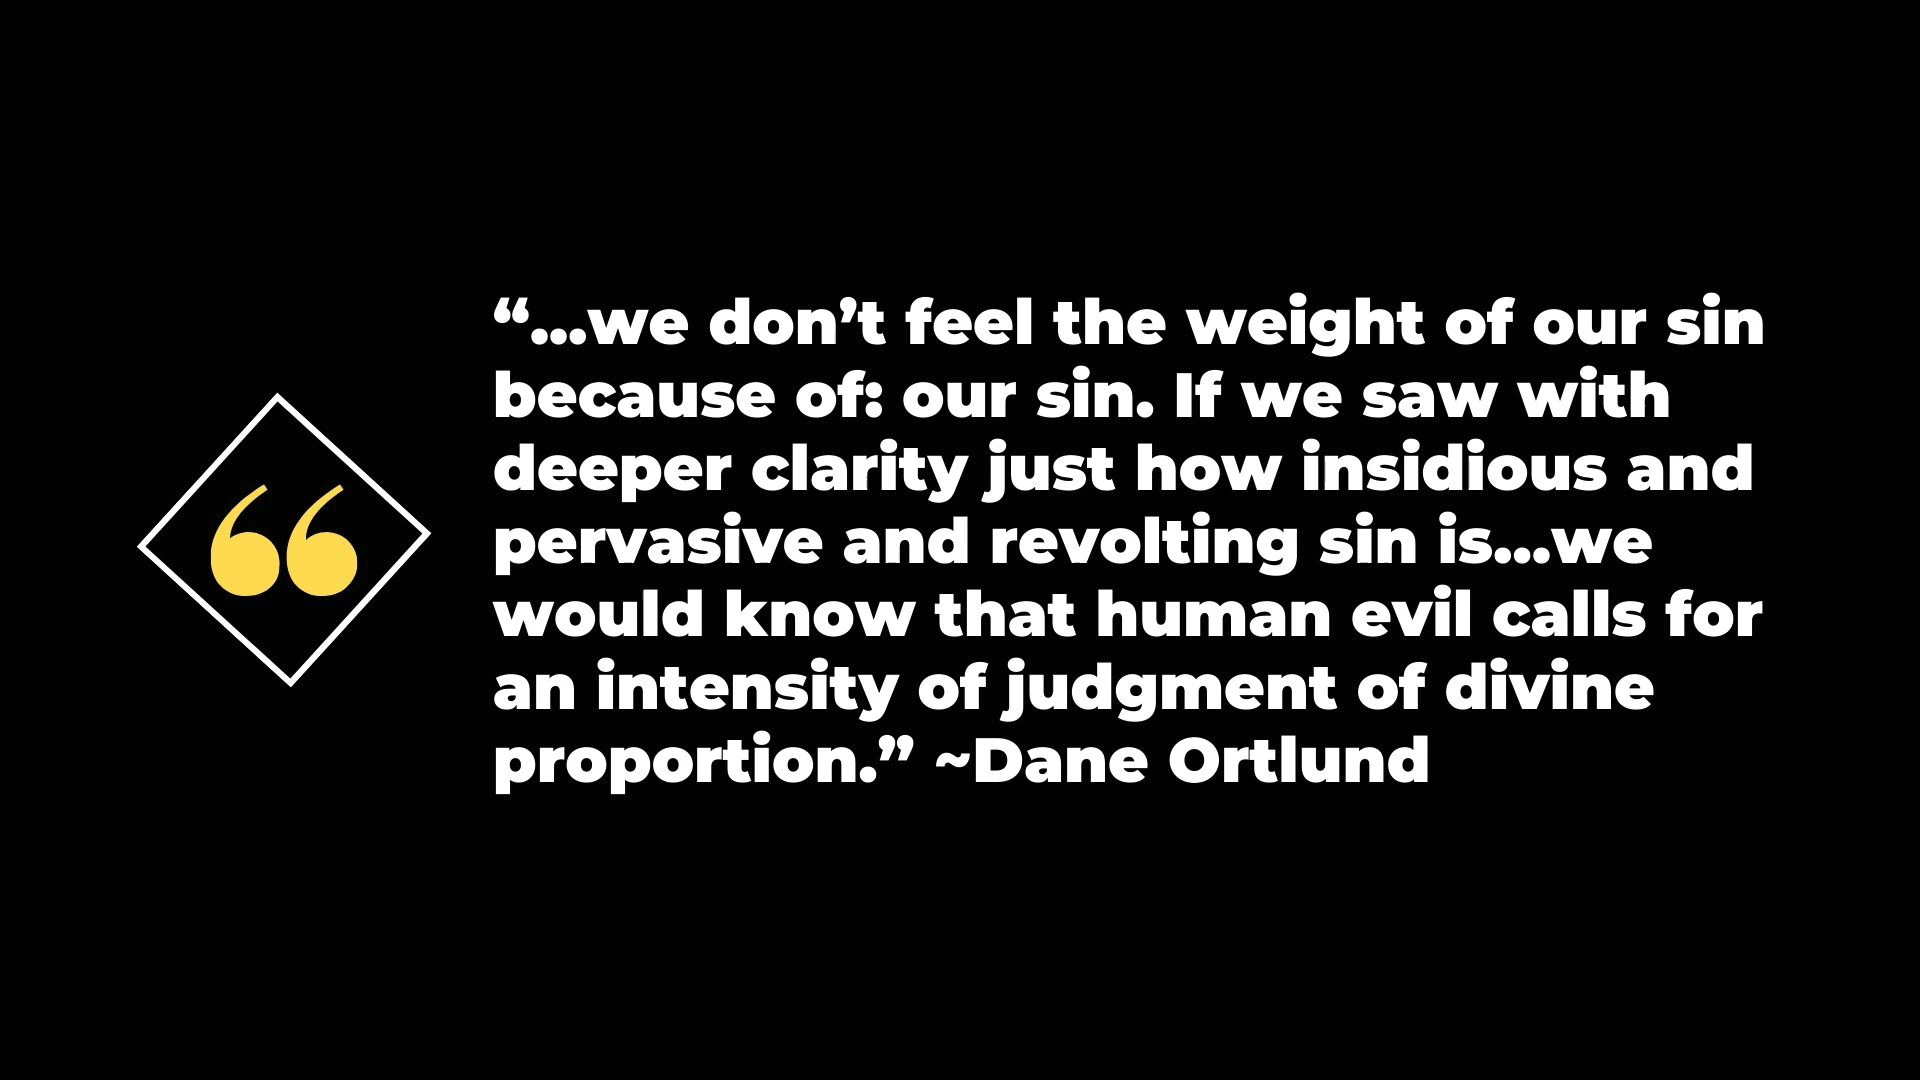 “...we don’t feel the weight of our sin
because of: our sin. If we saw with
deeper clarity just how insidious and
pervasive and revolting sin is...we
would know that human evil calls for
an intensity of judgment of divine
proportion.” ~Dane Ortlund